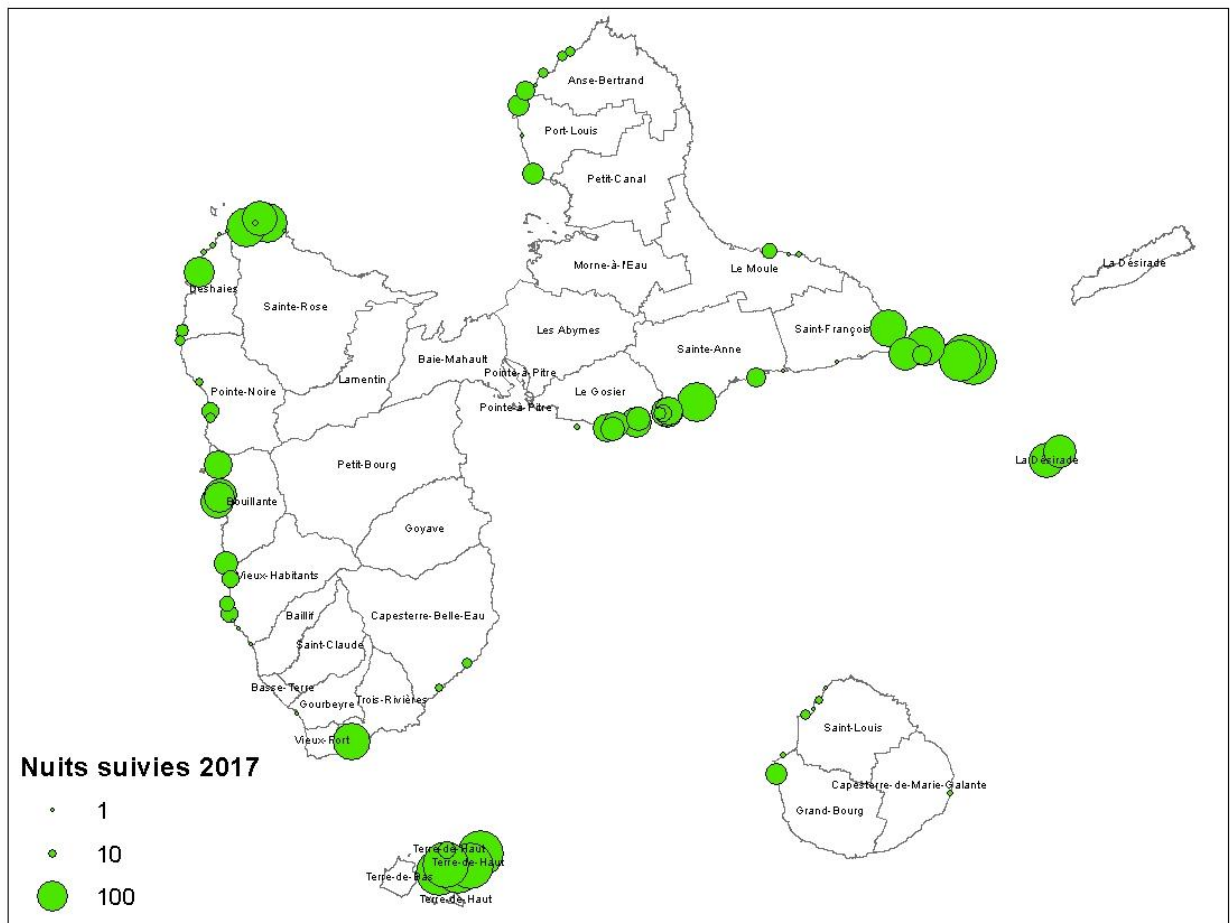 Anse-Bertrand
Port-Louis
Petit-Canal
Morne-à-l'Eau
Le Moule
La Désirade
Deshaies
Sainte-Rose
Les Abymes
Saint-François
Sainte-Anne
Baie-Mahault
Pointe-à-Pitre
Lamentin
Pointe-Noire
Le Gosier
Pointe-à-Pitre
Petit-Bourg
La Désirade
Bouillante
Goyave
Vieux-Habitants
Baillif
Capesterre-Belle-Eau
Saint-Claude
Basse-Terre
Trois-Rivières
Gourbeyre
Vieux-Fort
Saint-Louis
Capesterre-de-Marie-Galante
Grand-Bourg
Nuits suivies 2017
1
10
100
Terre-de-Haut
Terre-de-Haut
Terre-de-Bas
Terre-de-Haut